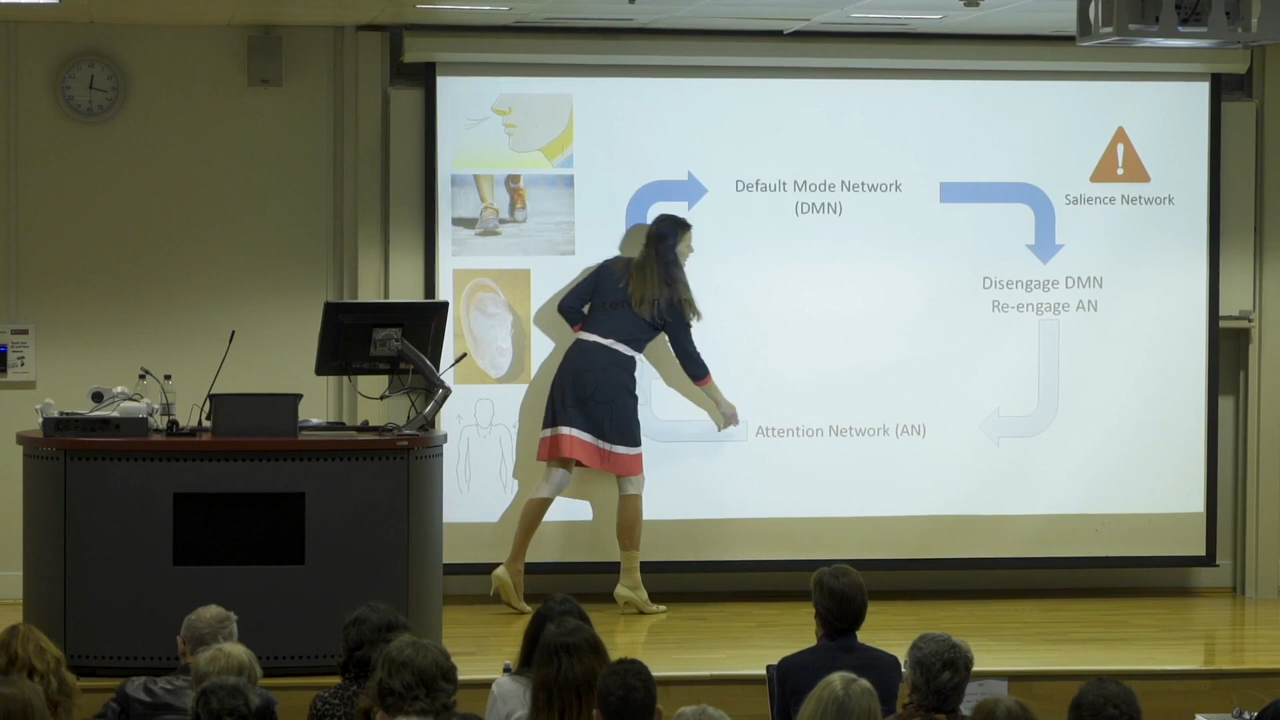 Default Mode Network
(DMN)
Salience Network
Disengage DMN
Re-engage AN
Attention Network (AN)